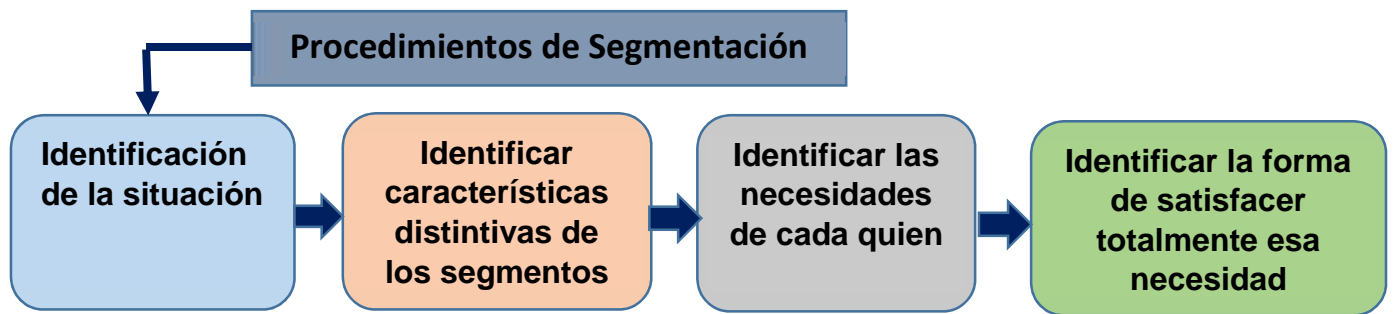 Procedimientos de Segmentación
Identificación
de la situación
Identificar
características
distintivas de
los segmentos
Identificar las
necesidades
de cada quien
Identificar la forma
de satisfacer
totalmente esa
necesidad